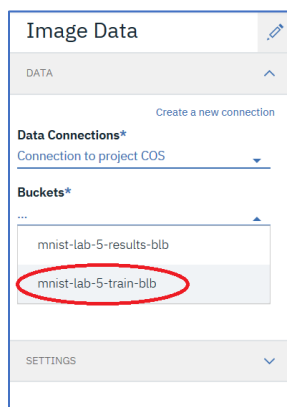 Image Data
DATA
Create a new connection
Data Connections*
Connection to project COS
Buckets*
...
mnist-lab-5-results-blb
mnist-lab-5-train-blb
SETTINGS